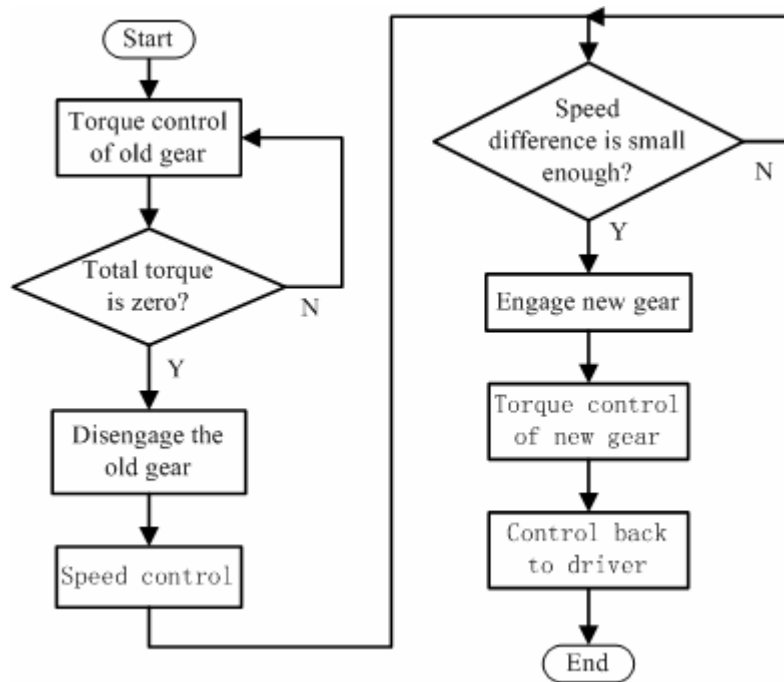 Start
Torque control
of old gear
Total torque
is zero?
N
Y
Disengage the
old gear
Speed control
Speed
difference is small
enough?
N
Y
Engage new gear
Torque control
of new gear
Control back
to driver
End